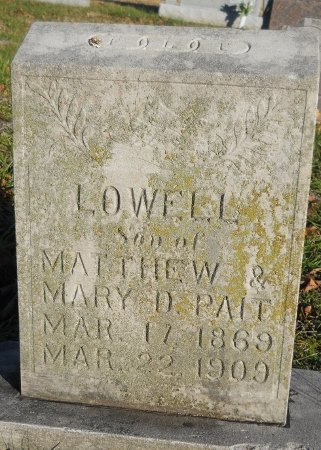 LOWELL
Son of
MATTHEW &
MARY D. PAIT
MAR. 17, 1869
MAR. 22, 1909